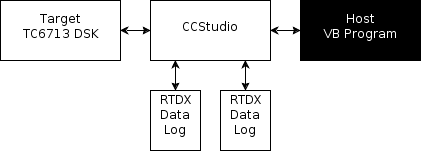 Target
TC6713 DSK
CCStudio
Host
VB Program
RTDX
Data
Log
RTDX
Data
Log